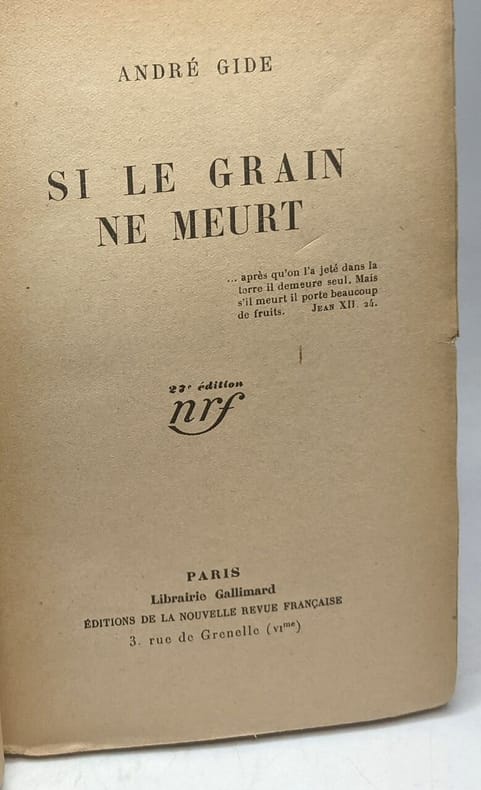 ANDRÉ GIDE
SI LE GRAIN
NE MEURT
... après qu'on l'a jeté dans la
terre il demeure seul. Mais
s'il meurt il porte beaucoup
de fruits. JEAN XII. 24.
23e édition
nrf
PARIS
Librairie Gallimard
ÉDITIONS DE LA NOUVELLE REVUE FRANÇAISE
3. rue de Grenelle (VIme)